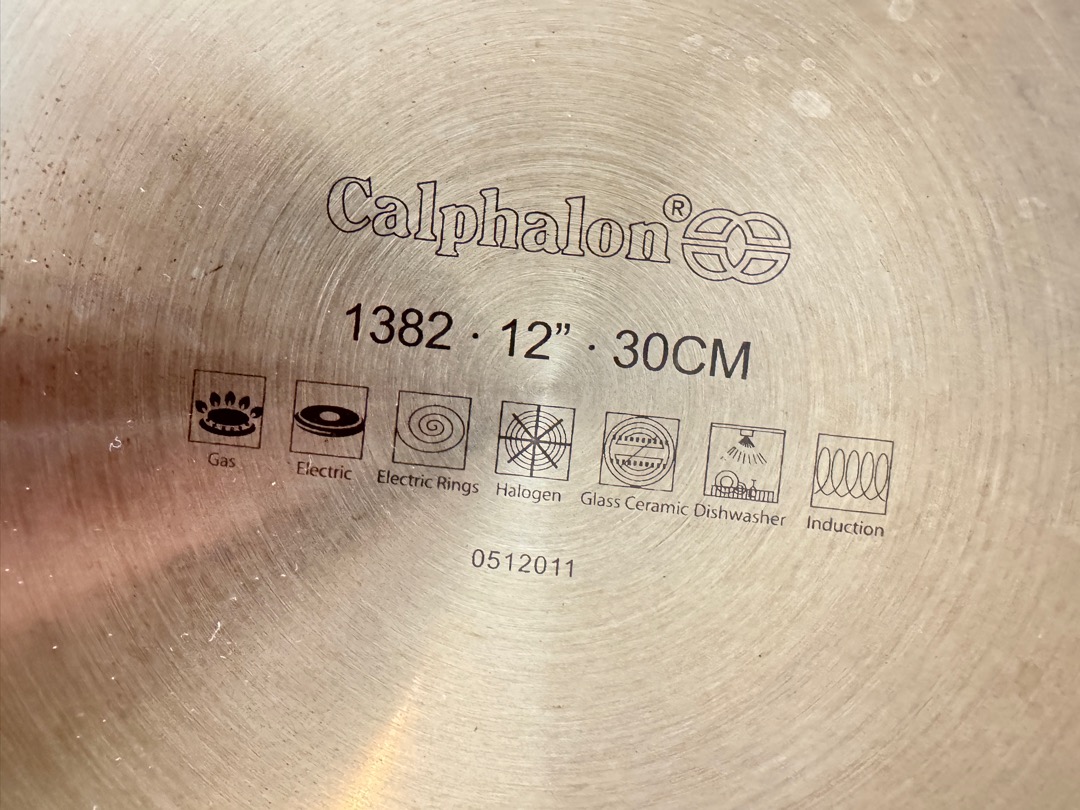 Calphalon®
1382 · 12” · 30CM
Gas Electric Electric Rings Halogen Glass Ceramic Dishwasher Induction
0512011